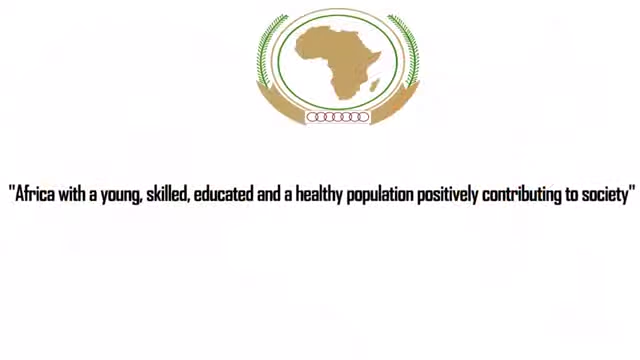 "Africa with a young, skilled, educated and a healthy population positively contributing to society"